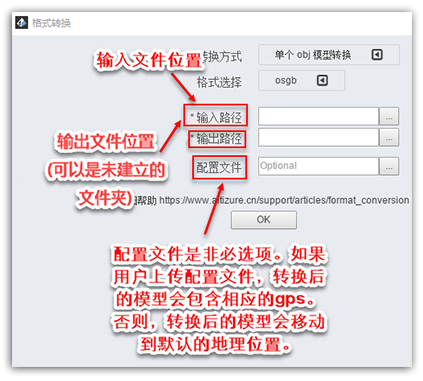 格式转换
输入文件位置
转换方式
单个 obj 模型转换
格式选择
osgb
* 输入路径
...
* 输出路径
...
输出文件位置
(可以是未建立的
文件夹)
配置文件
Optional
...
帮助 https://www.altizure.cn/support/articles/format_conversion
OK
配置文件是非必选项。如果
用户上传配置文件，转换后
的模型会包含相应的gps。
否则，转换后的模型会移动
到默认的地理位置。